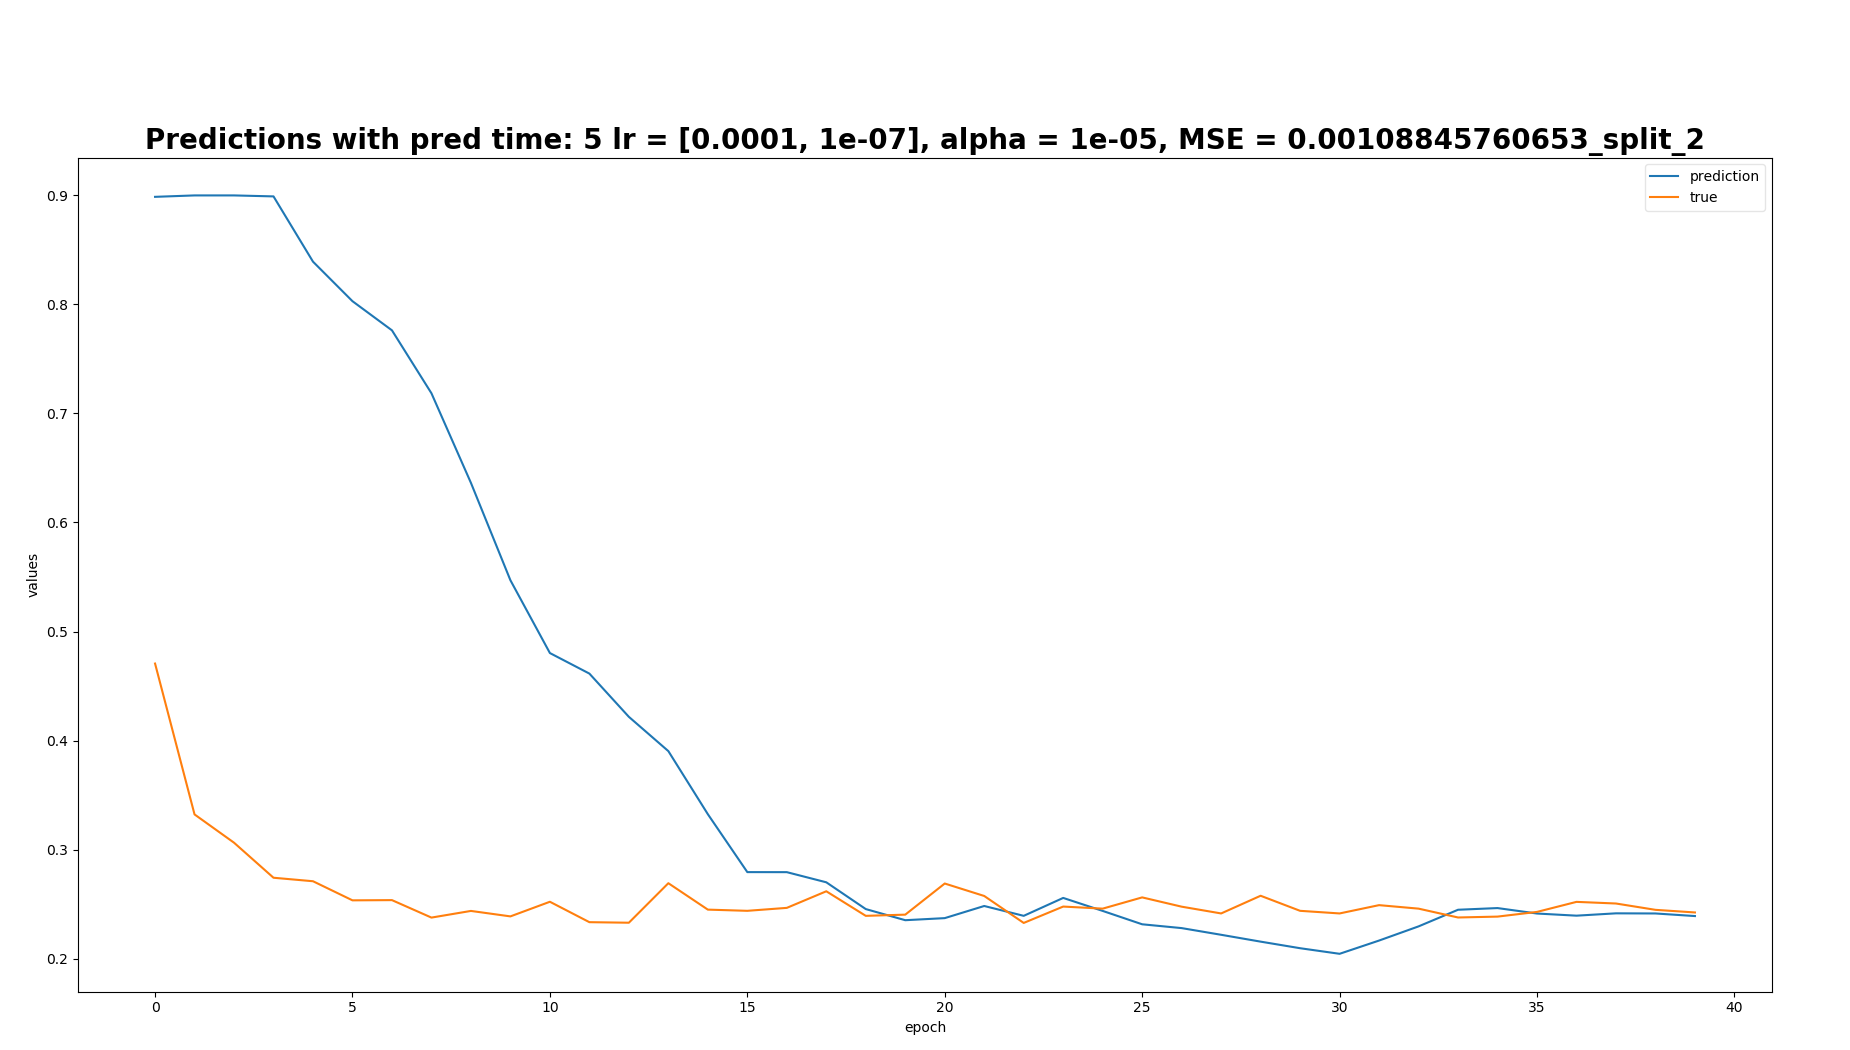 Predictions with pred time: 5 lr = [0.0001, 1e-07], alpha = 1e-05, MSE = 0.00108845760653_split_2
prediction
true
0.9
0.8
0.7
0.6
0.5
0.4
0.3
0.2
values
0 5 10 15 20 25 30 35 40
epoch